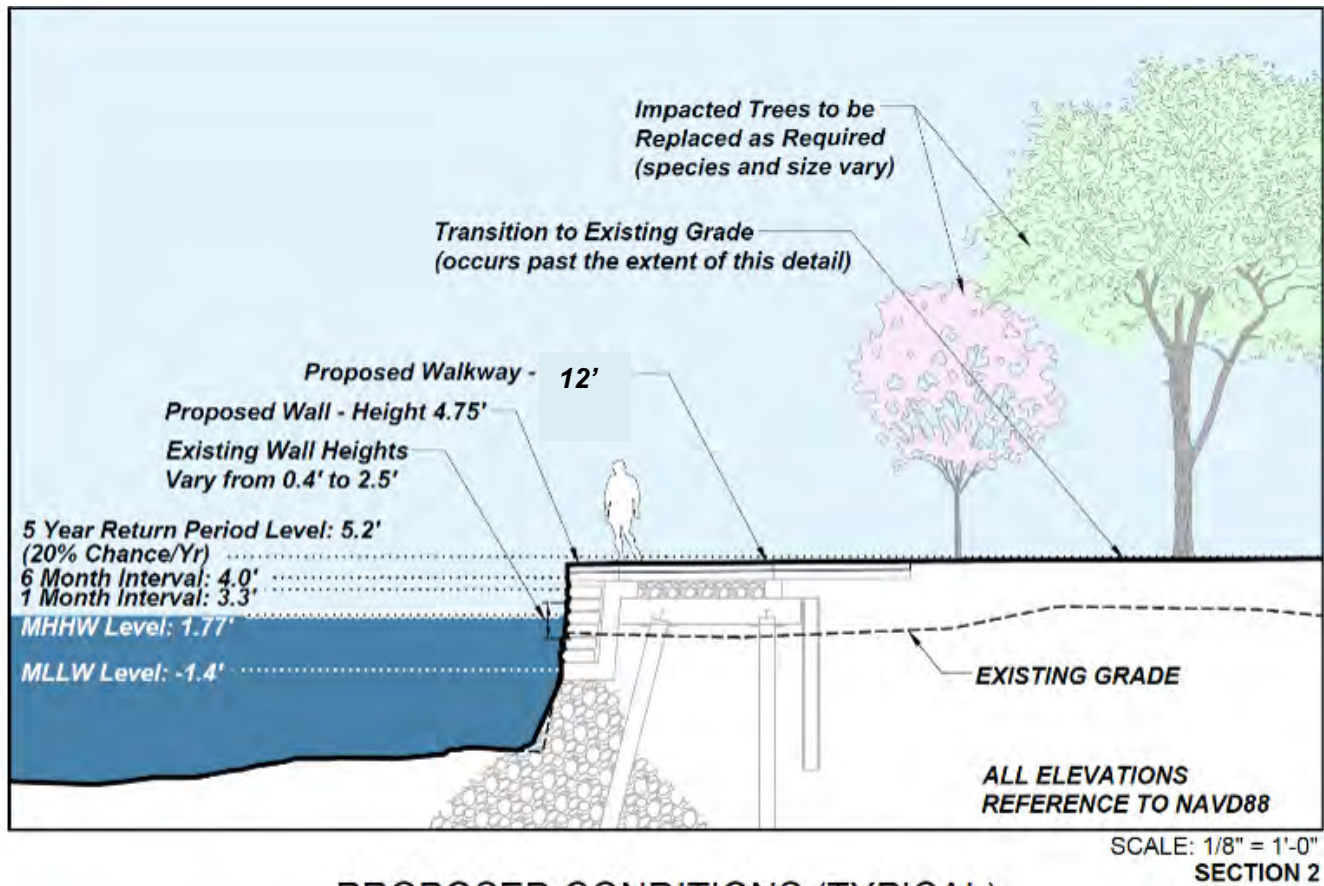 Impacted Trees to be
Replaced as Required
(species and size vary)
Transition to Existing Grade
(occurs past the extent of this detail)
Proposed Walkway - 12’
Proposed Wall - Height 4.75'
Existing Wall Heights
Vary from 0.4' to 2.5'
5 Year Return Period Level: 5.2'
(20% Chance/Yr)
6 Month Interval: 4.0'
1 Month Interval: 3.3'
MHHW Level: 1.77'
MLLW Level: -1.4'
EXISTING GRADE
ALL ELEVATIONS
REFERENCE TO NAVD88
SCALE: 1/8" = 1'-0"
SECTION 2
PROPOSED CONDITIONS (TYPICAL)